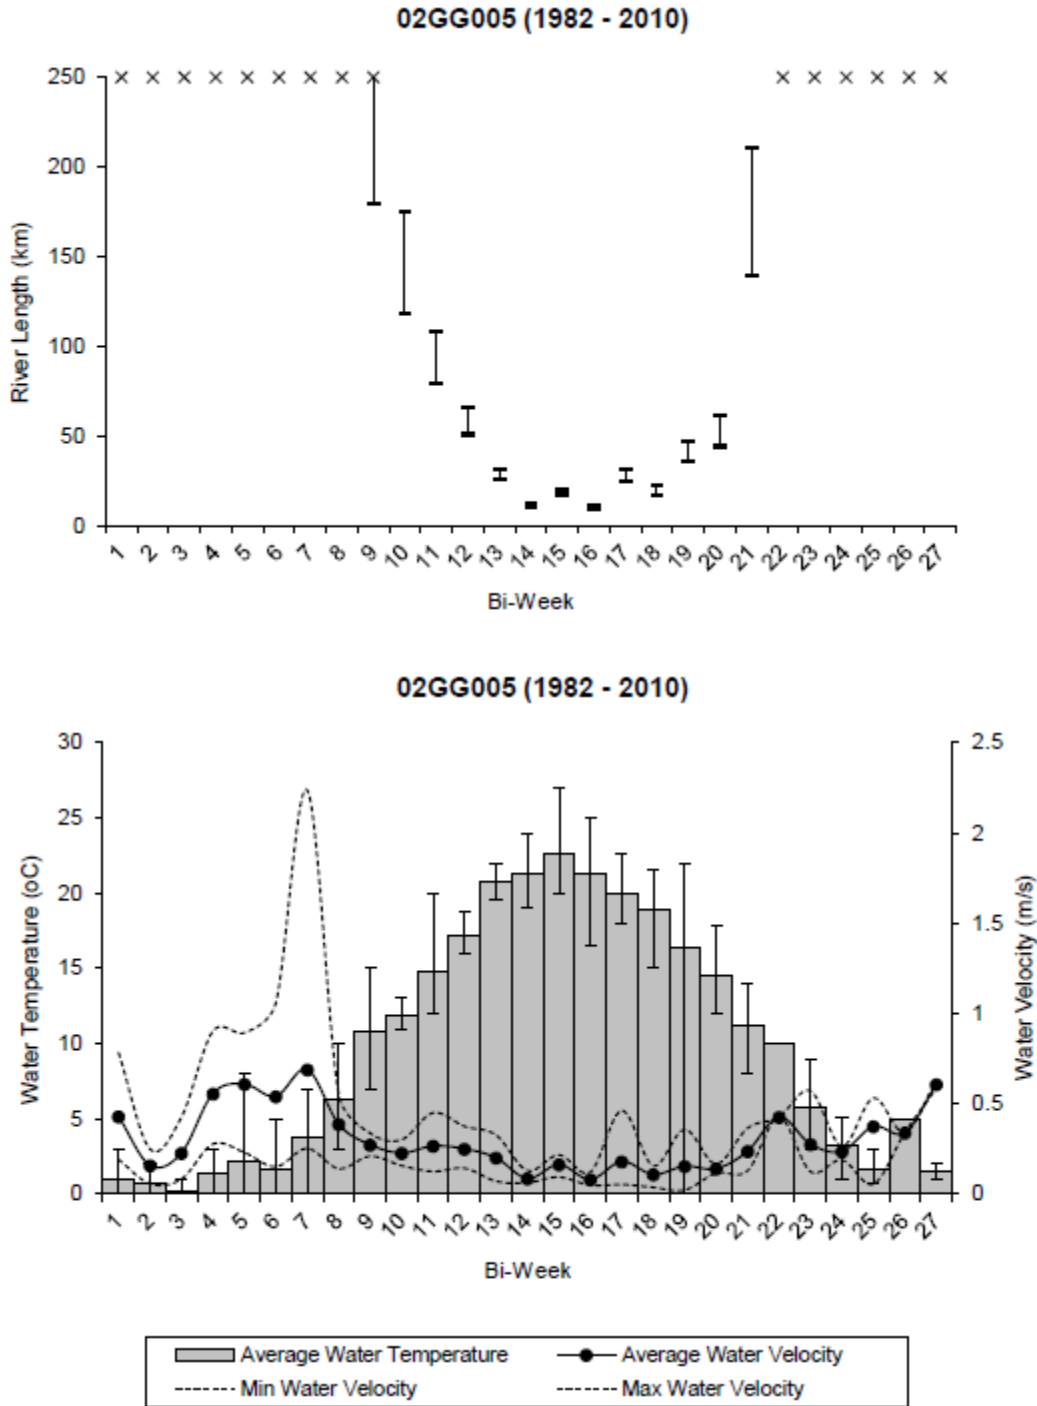 02GG005 (1982 - 2010)
250
200
150
100
50
0
River Length (km)
1 2 3 4 5 6 7 8 9 10 11 12 13 14 15 16 17 18 19 20 21 22 23 24 25 26 27
Bi-Week
02GG005 (1982 - 2010)
30
25
20
15
10
5
0
Water Temperature (oC)
2.5
2
1.5
1
0.5
0
Water Velocity (m/s)
1 2 3 4 5 6 7 8 9 10 11 12 13 14 15 16 17 18 19 20 21 22 23 24 25 26 27
Bi-Week
Average Water Temperature Average Water Velocity
Min Water Velocity Max Water Velocity